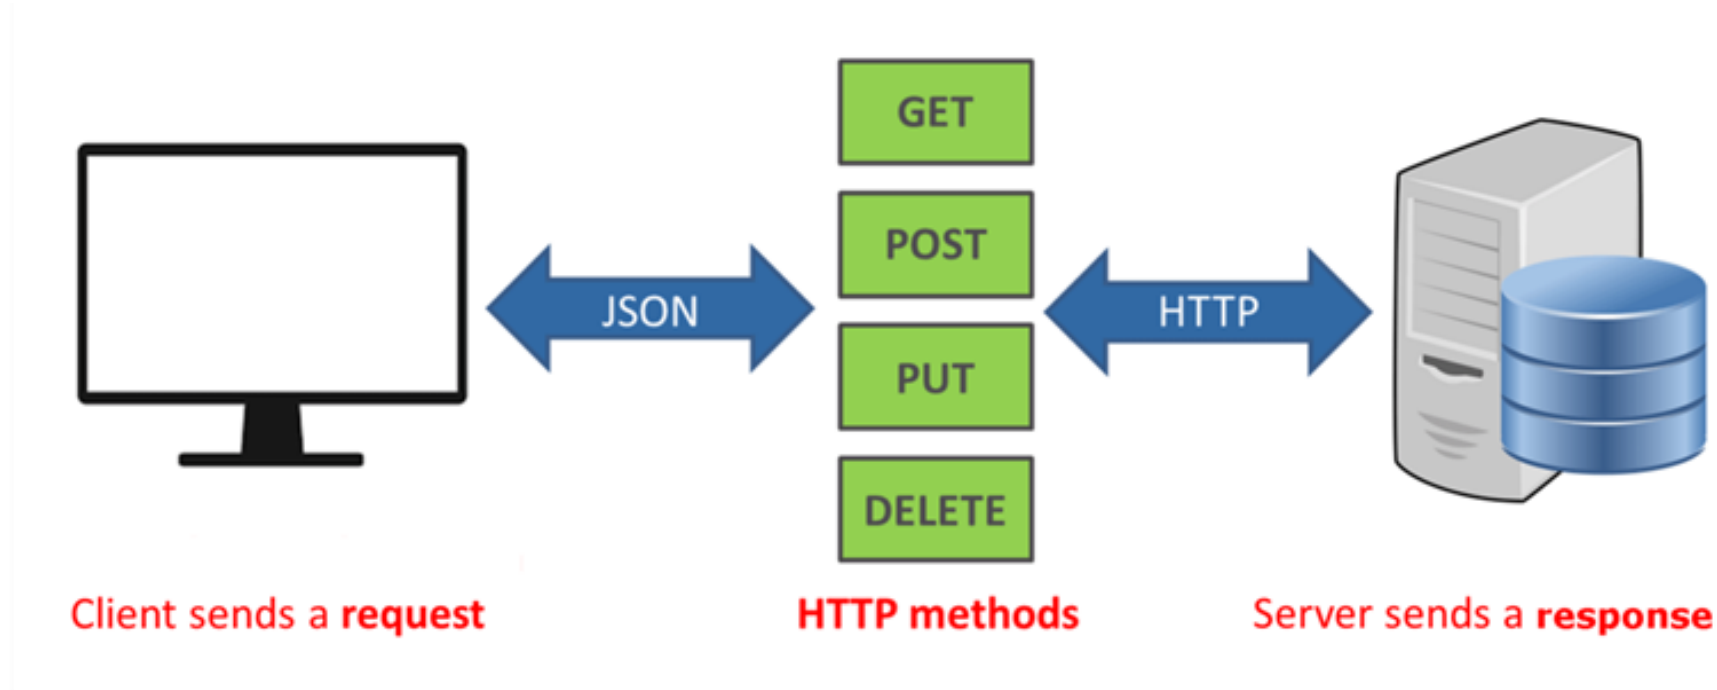 GET
POST
JSON
HTTP
PUT
DELETE
Client sends a request
HTTP methods
Server sends a response